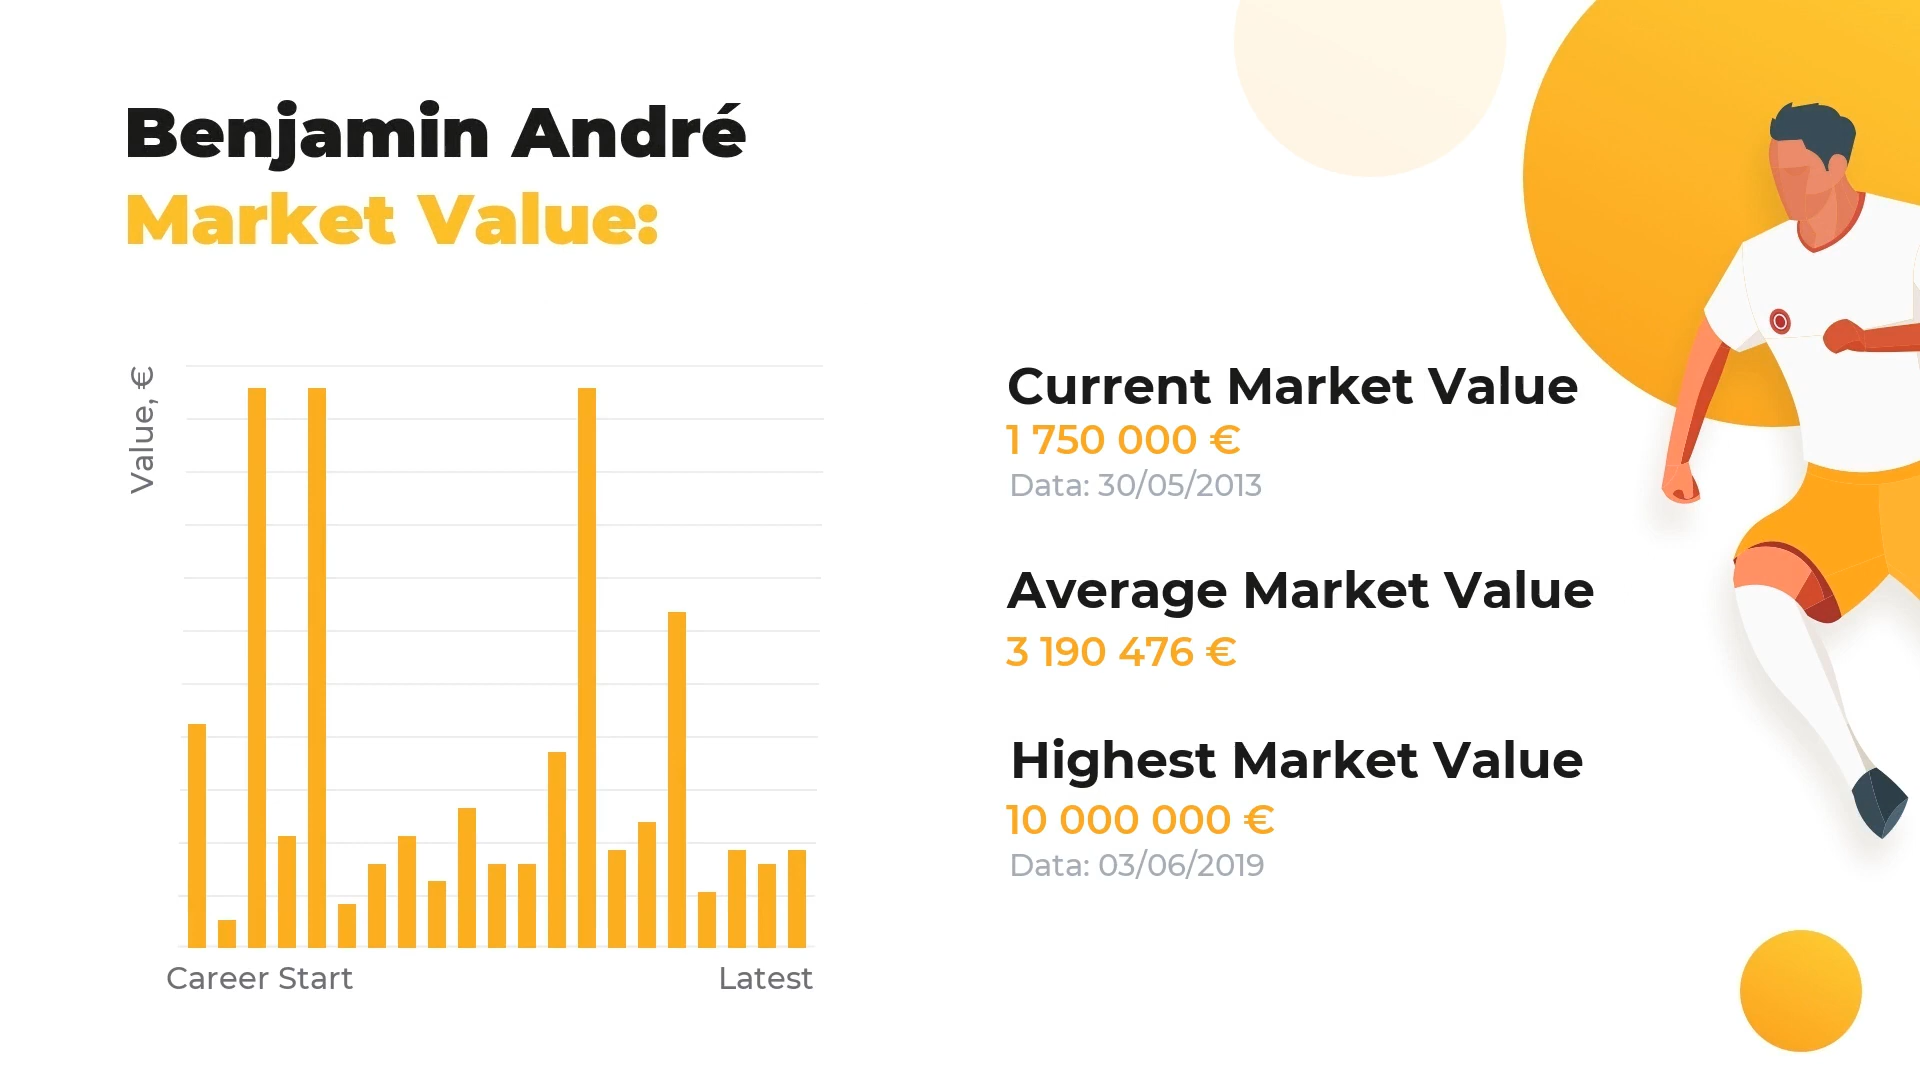 Benjamin André
Market Value:
Value, €
Career Start
Latest
Current Market Value
1 750 000 €
Data: 30/05/2013
Average Market Value
3 190 476 €
Highest Market Value
10 000 000 €
Data: 03/06/2019